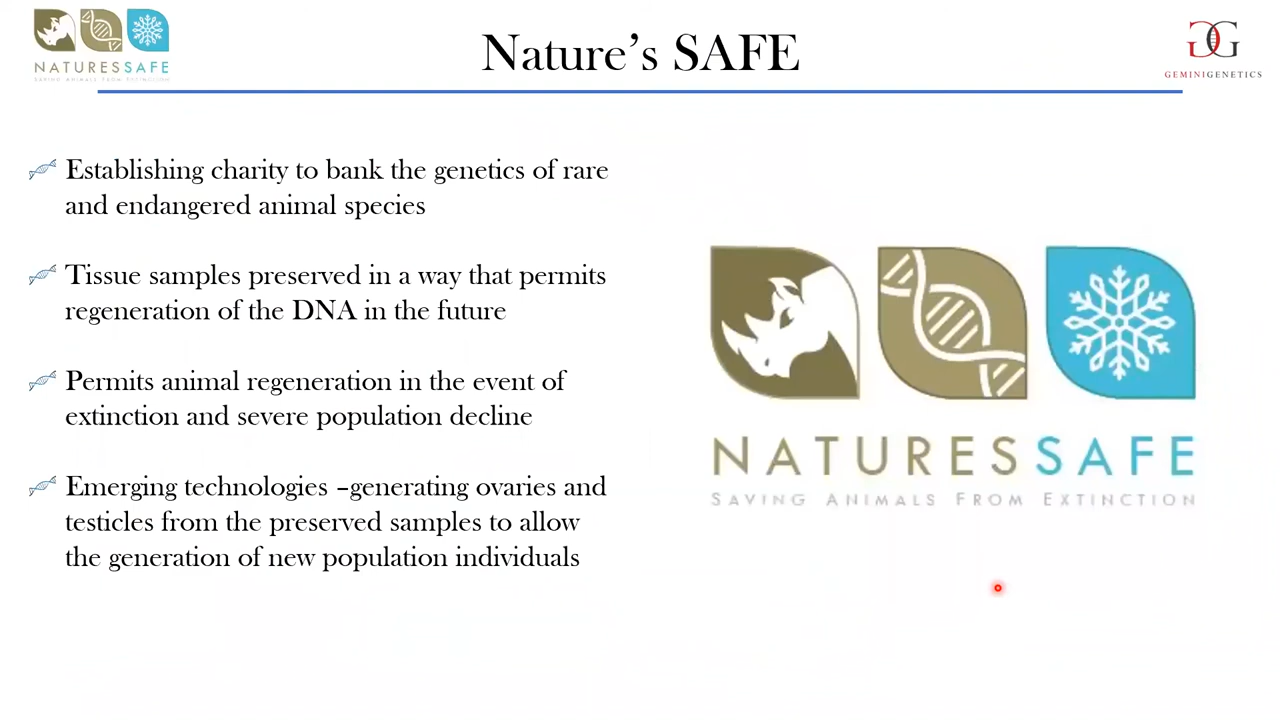 NATURESSAFE
SAVING ANIMALS FROM EXTINCTION
Nature's SAFE
GG
GEMINIGENETICS
Establishing charity to bank the genetics of rare
and endangered animal species
Tissue samples preserved in a way that permits
regeneration of the DNA in the future
Permits animal regeneration in the event of
extinction and severe population decline
Emerging technologies –generating ovaries and
testicles from the preserved samples to allow
the generation of new population individuals
NATURESSAFE
SAVING ANIMALS FROM EXTINCTION